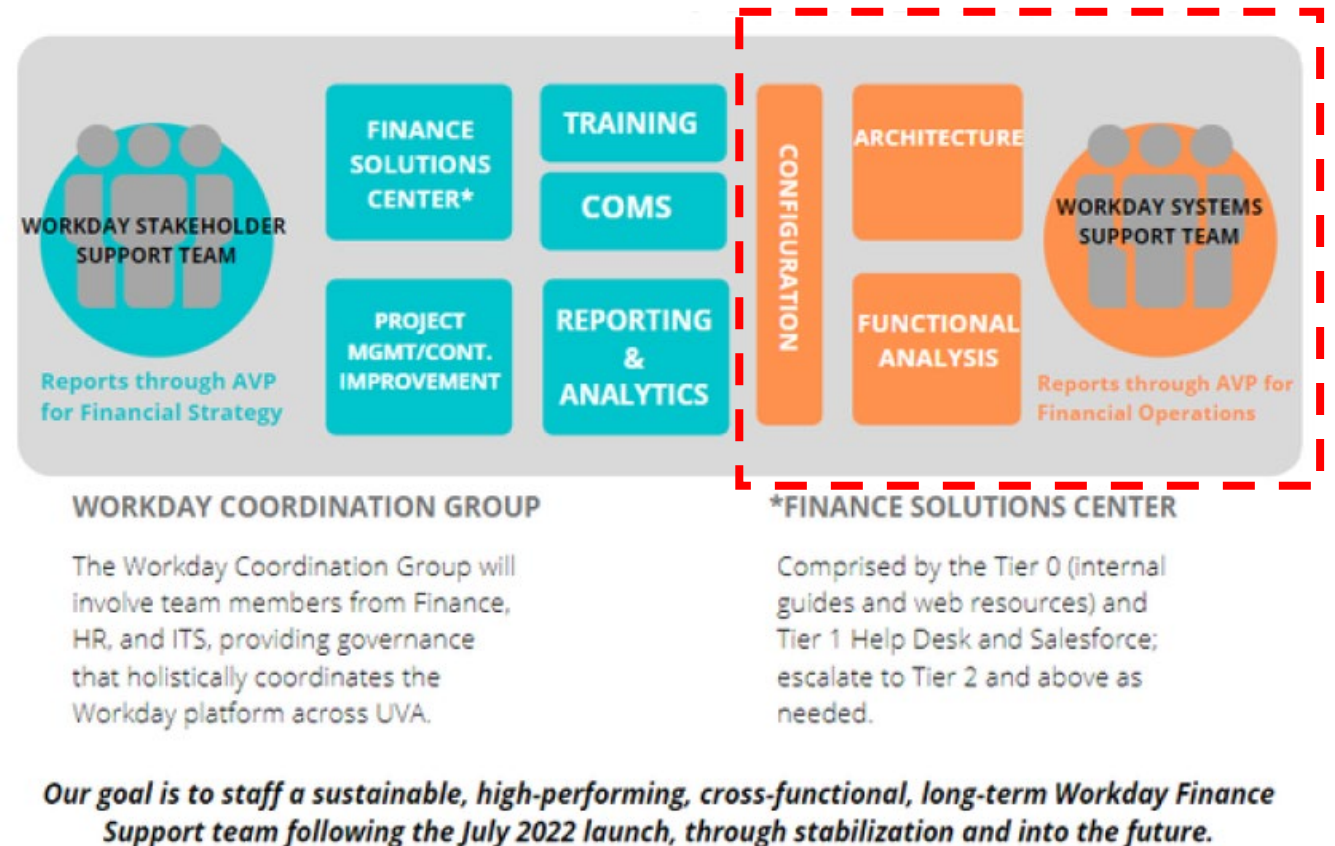 WORKDAY STAKEHOLDER
SUPPORT TEAM
Reports through AVP
for Financial Strategy
FINANCE
SOLUTIONS
CENTER*
TRAINING
COMS
PROJECT
MGMT/CONT.
IMPROVEMENT
REPORTING
&
ANALYTICS
CONFIGURATION
ARCHITECTURE
FUNCTIONAL
ANALYSIS
WORKDAY SYSTEMS
SUPPORT TEAM
Reports through AVP for
Financial Operations
WORKDAY COORDINATION GROUP
The Workday Coordination Group will
involve team members from Finance,
HR, and ITS, providing governance
that holistically coordinates the
Workday platform across UVA.
*FINANCE SOLUTIONS CENTER
Comprised by the Tier 0 (internal
guides and web resources) and
Tier 1 Help Desk and Salesforce;
escalate to Tier 2 and above as
needed.
Our goal is to staff a sustainable, high-performing, cross-functional, long-term Workday Finance
Support team following the July 2022 launch, through stabilization and into the future.